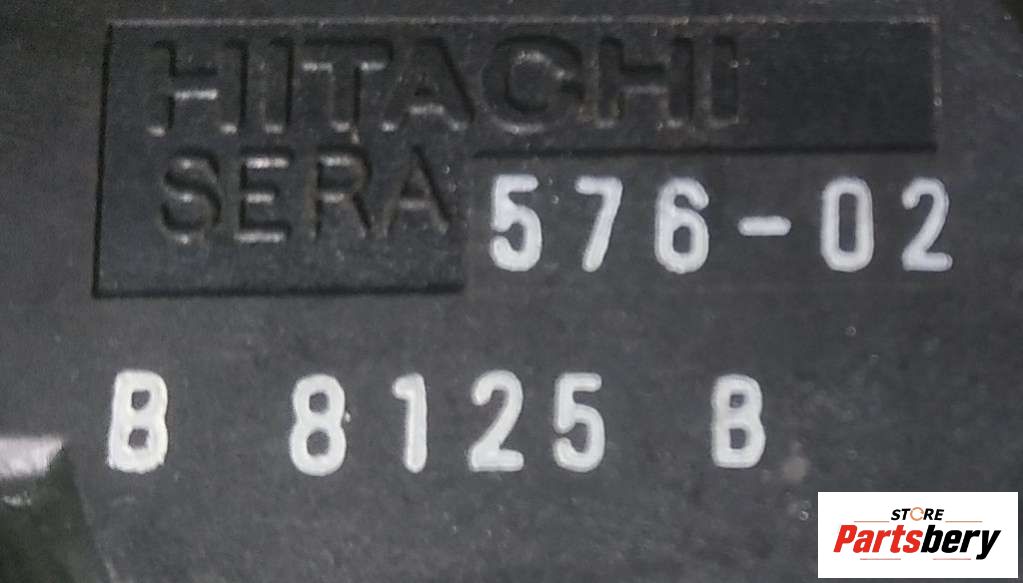 HITACHI
SERA 576-02
B 8125 B
STORE
Partsbery